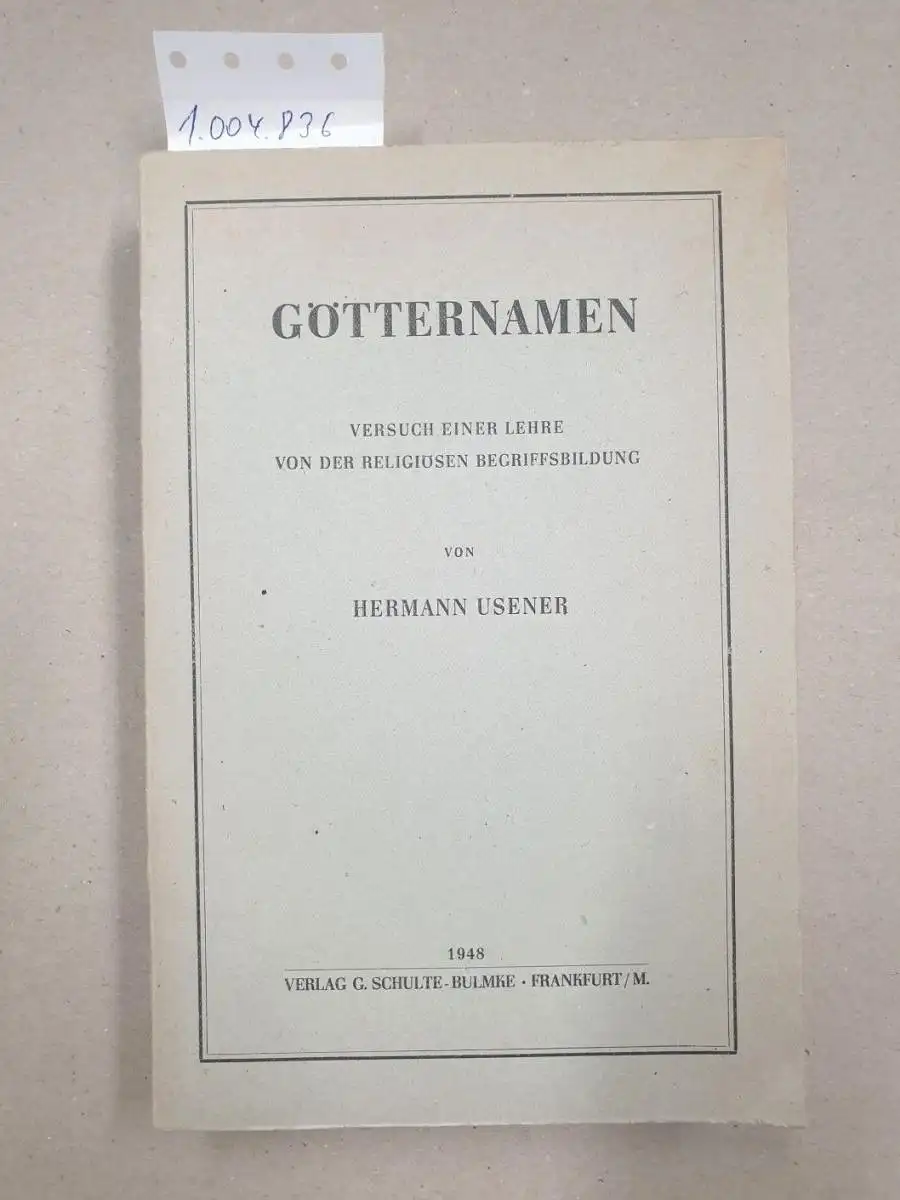 1.004.836
GÖTTERNAMEN
VERSUCH EINER LEHRE
VON DER RELIGIÖSEN BEGRIFFSBILDUNG
VON
HERMANN USENER
1948
VERLAG G. SCHULTE-BULMKE · FRANKFURT/M.